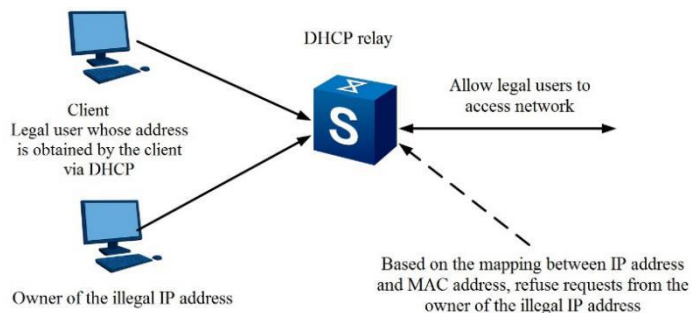 DHCP relay
Client
Legal user whose address
is obtained by the client
via DHCP
S
Allow legal users to
access network
Owner of the illegal IP address
Based on the mapping between IP address
and MAC address, refuse requests from the
owner of the illegal IP address